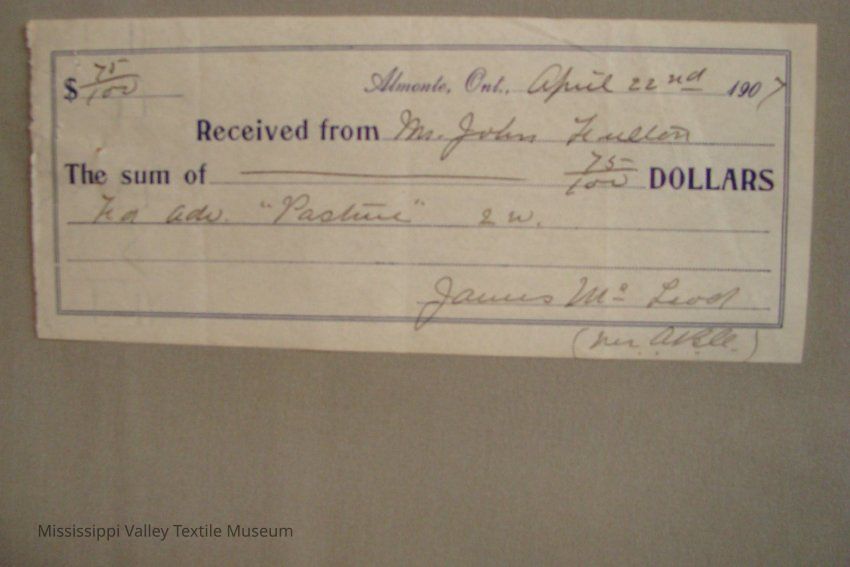 $ 75/100 Almonte, Ont., April 22nd 1907
Received from Mr. John Fulton
The sum of 75/100 DOLLARS
adv. "Pasture" 2 w.
James McLeod
(per
Mississippi Valley Textile Museum